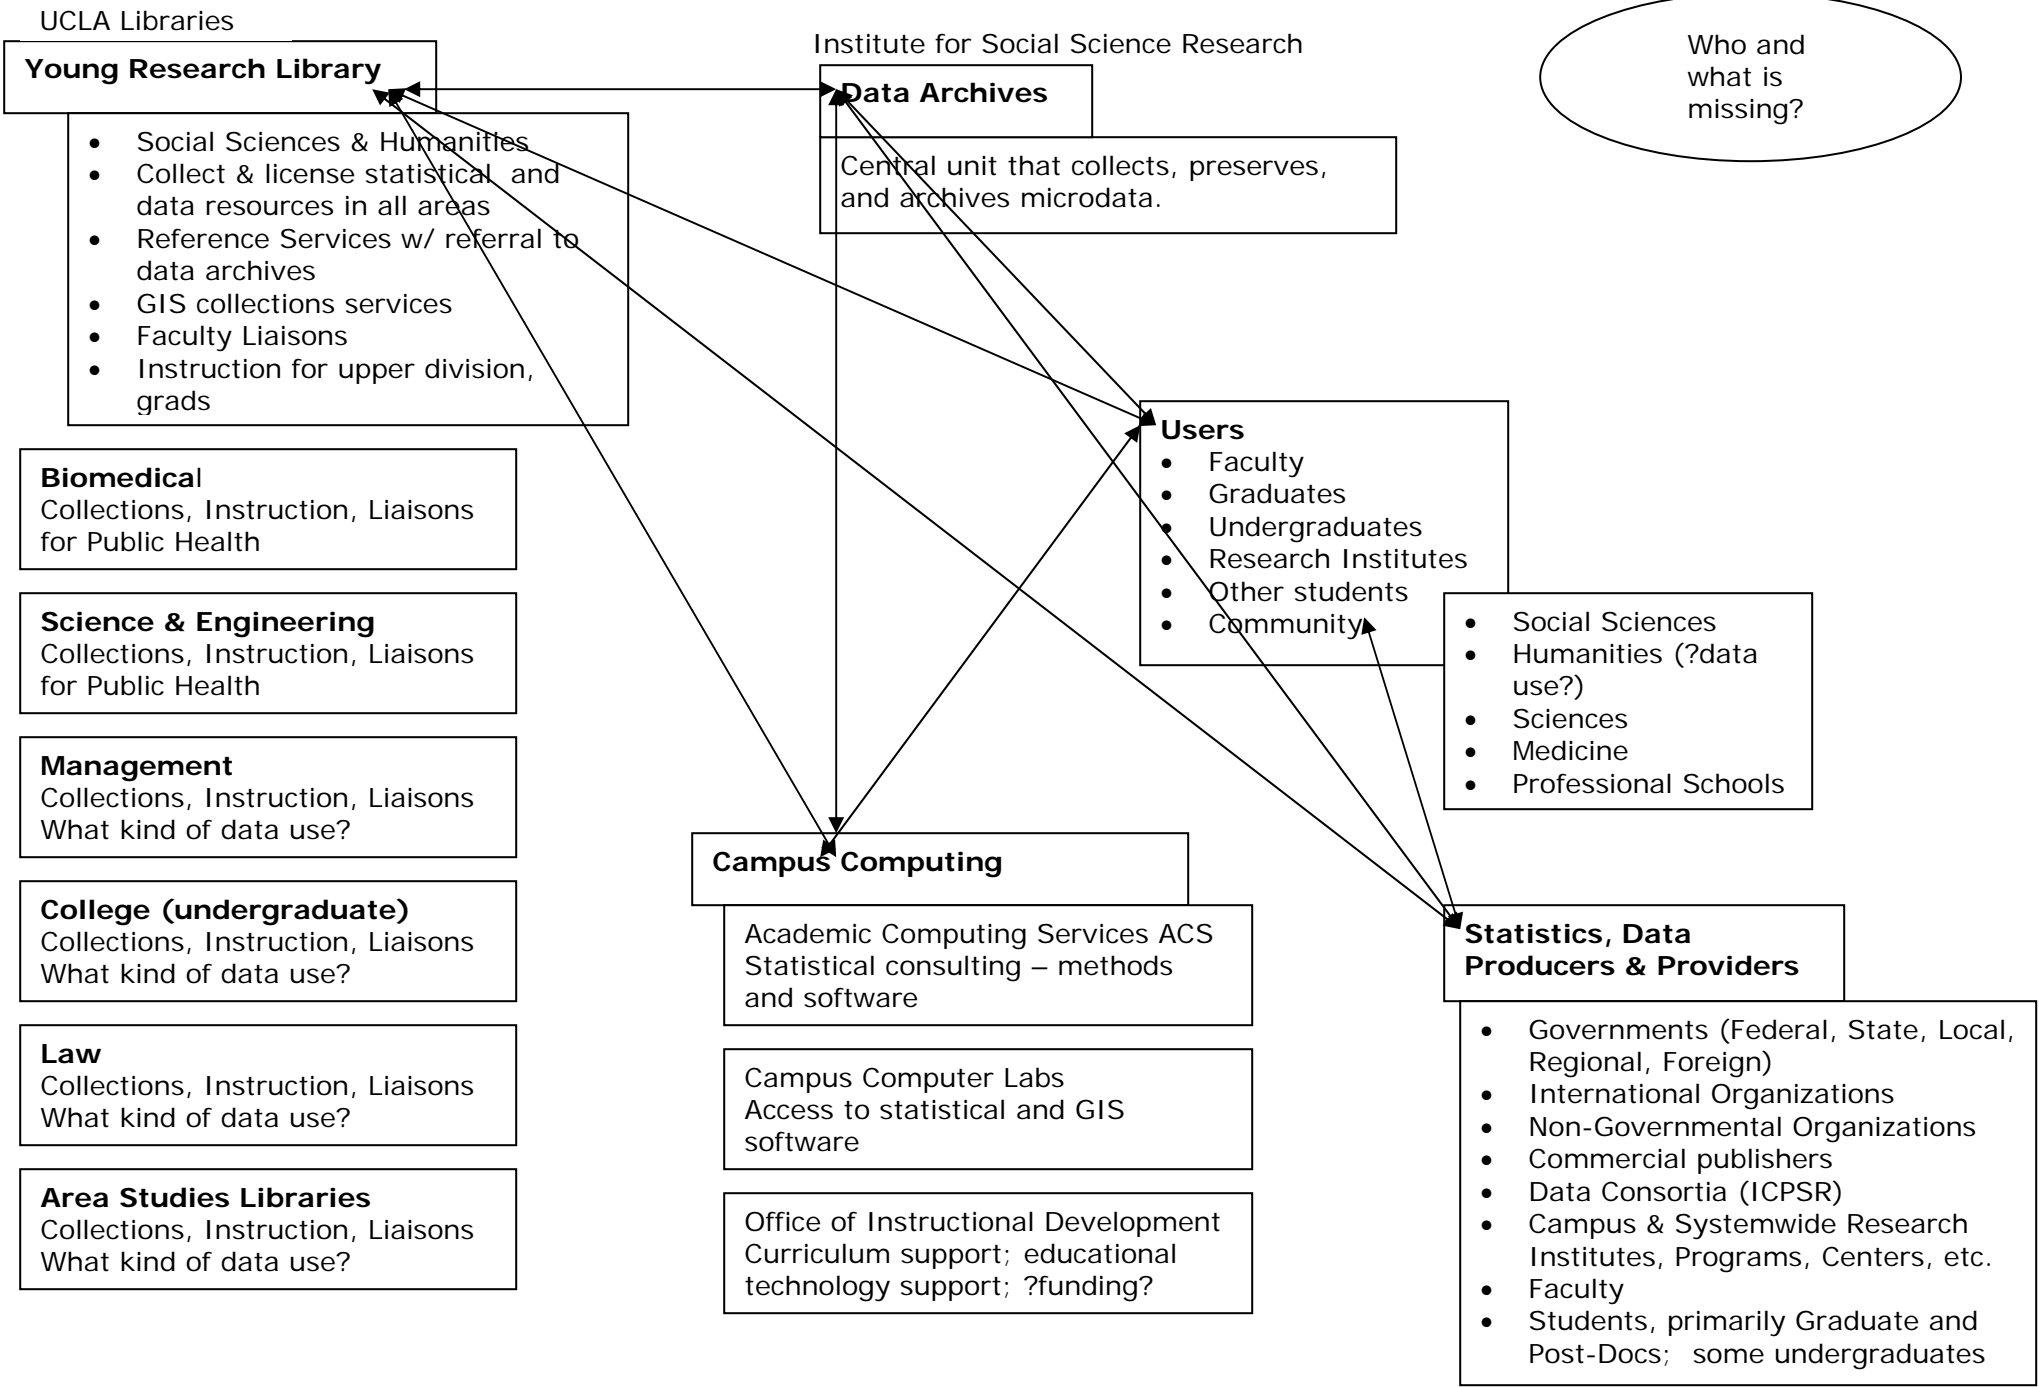 UCLA Libraries
Young Research Library
• Social Sciences & Humanities
• Collect & license statistical  and
data resources in all areas
• Reference Services w/ referral to
data archives
• GIS collections services
• Faculty Liaisons
• Instruction for upper division,
grads
Biomedical
Collections, Instruction, Liaisons
for Public Health
Science & Engineering
Collections, Instruction, Liaisons
for Public Health
Management
Collections, Instruction, Liaisons
What kind of data use?
College (undergraduate)
Collections, Instruction, Liaisons
What kind of data use?
Law
Collections, Instruction, Liaisons
What kind of data use?
Area Studies Libraries
Collections, Instruction, Liaisons
What kind of data use?
Institute for Social Science Research
Data Archives
Central unit that collects, preserves,
and archives microdata.
Campus Computing
Academic Computing Services ACS
Statistical consulting – methods
and software
Campus Computer Labs
Access to statistical and GIS
software
Office of Instructional Development
Curriculum support; educational
technology support; ?funding?
Who and
what is
missing?
Users
• Faculty
• Graduates
• Undergraduates
• Research Institutes
• Other students
• Community
• Social Sciences
• Humanities (?data
use?)
• Sciences
• Medicine
• Professional Schools
Statistics, Data
Producers & Providers
• Governments (Federal, State, Local,
Regional, Foreign)
• International Organizations
• Non-Governmental Organizations
• Commercial publishers
• Data Consortia (ICPSR)
• Campus & Systemwide Research
Institutes, Programs, Centers, etc.
• Faculty
• Students, primarily Graduate and
Post-Docs;  some undergraduates